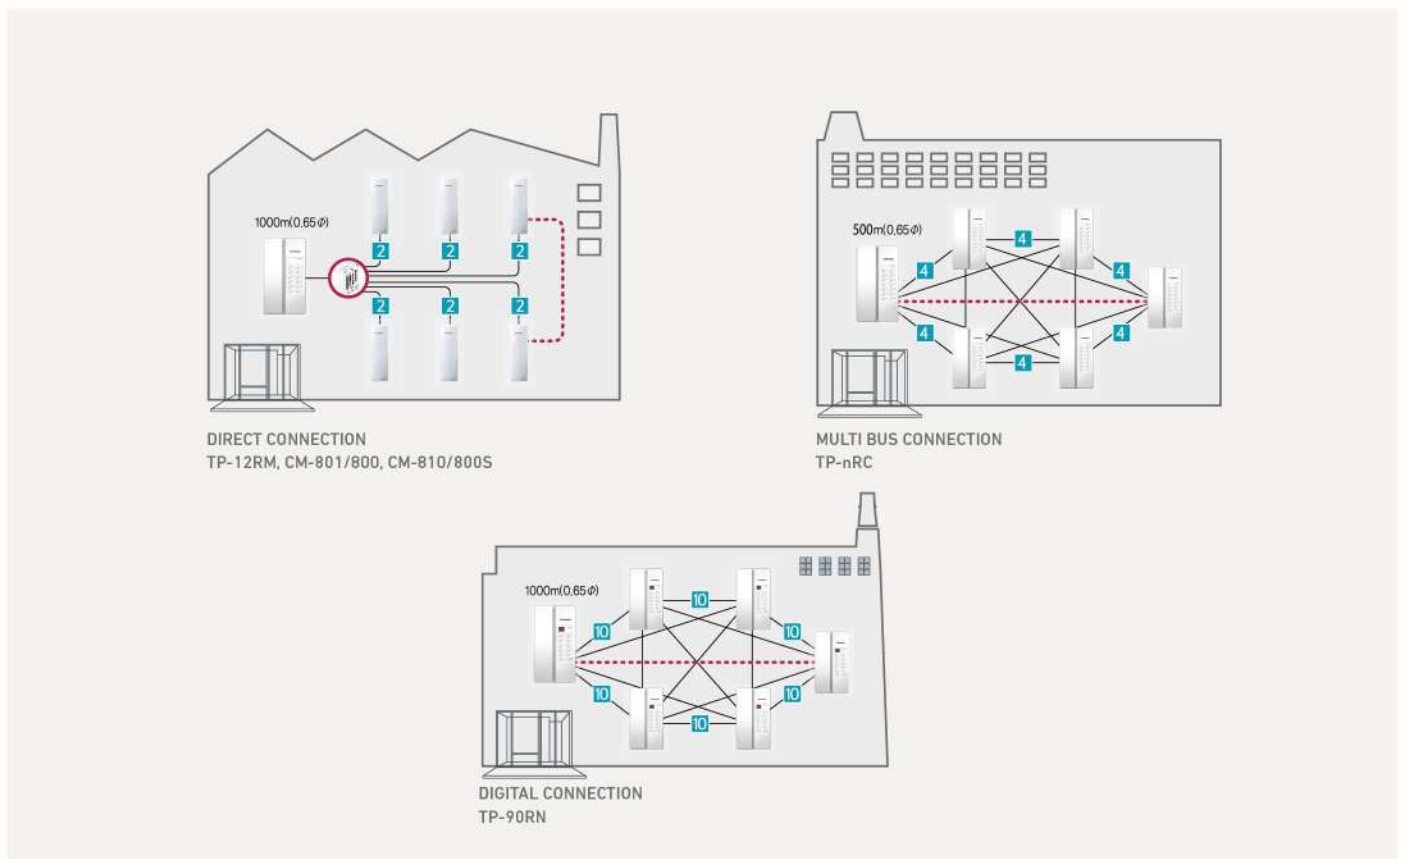 1000m(0.65Φ)
2
2
2
2
2
2
DIRECT CONNECTION
TP-12RM, CM-801/800, CM-810/800S
500m(0.65Φ)
4
4
4
4
4
4
MULTI BUS CONNECTION
TP-nRC
1000m(0.65Φ)
10
10
10
10
10
10
DIGITAL CONNECTION
TP-90RN